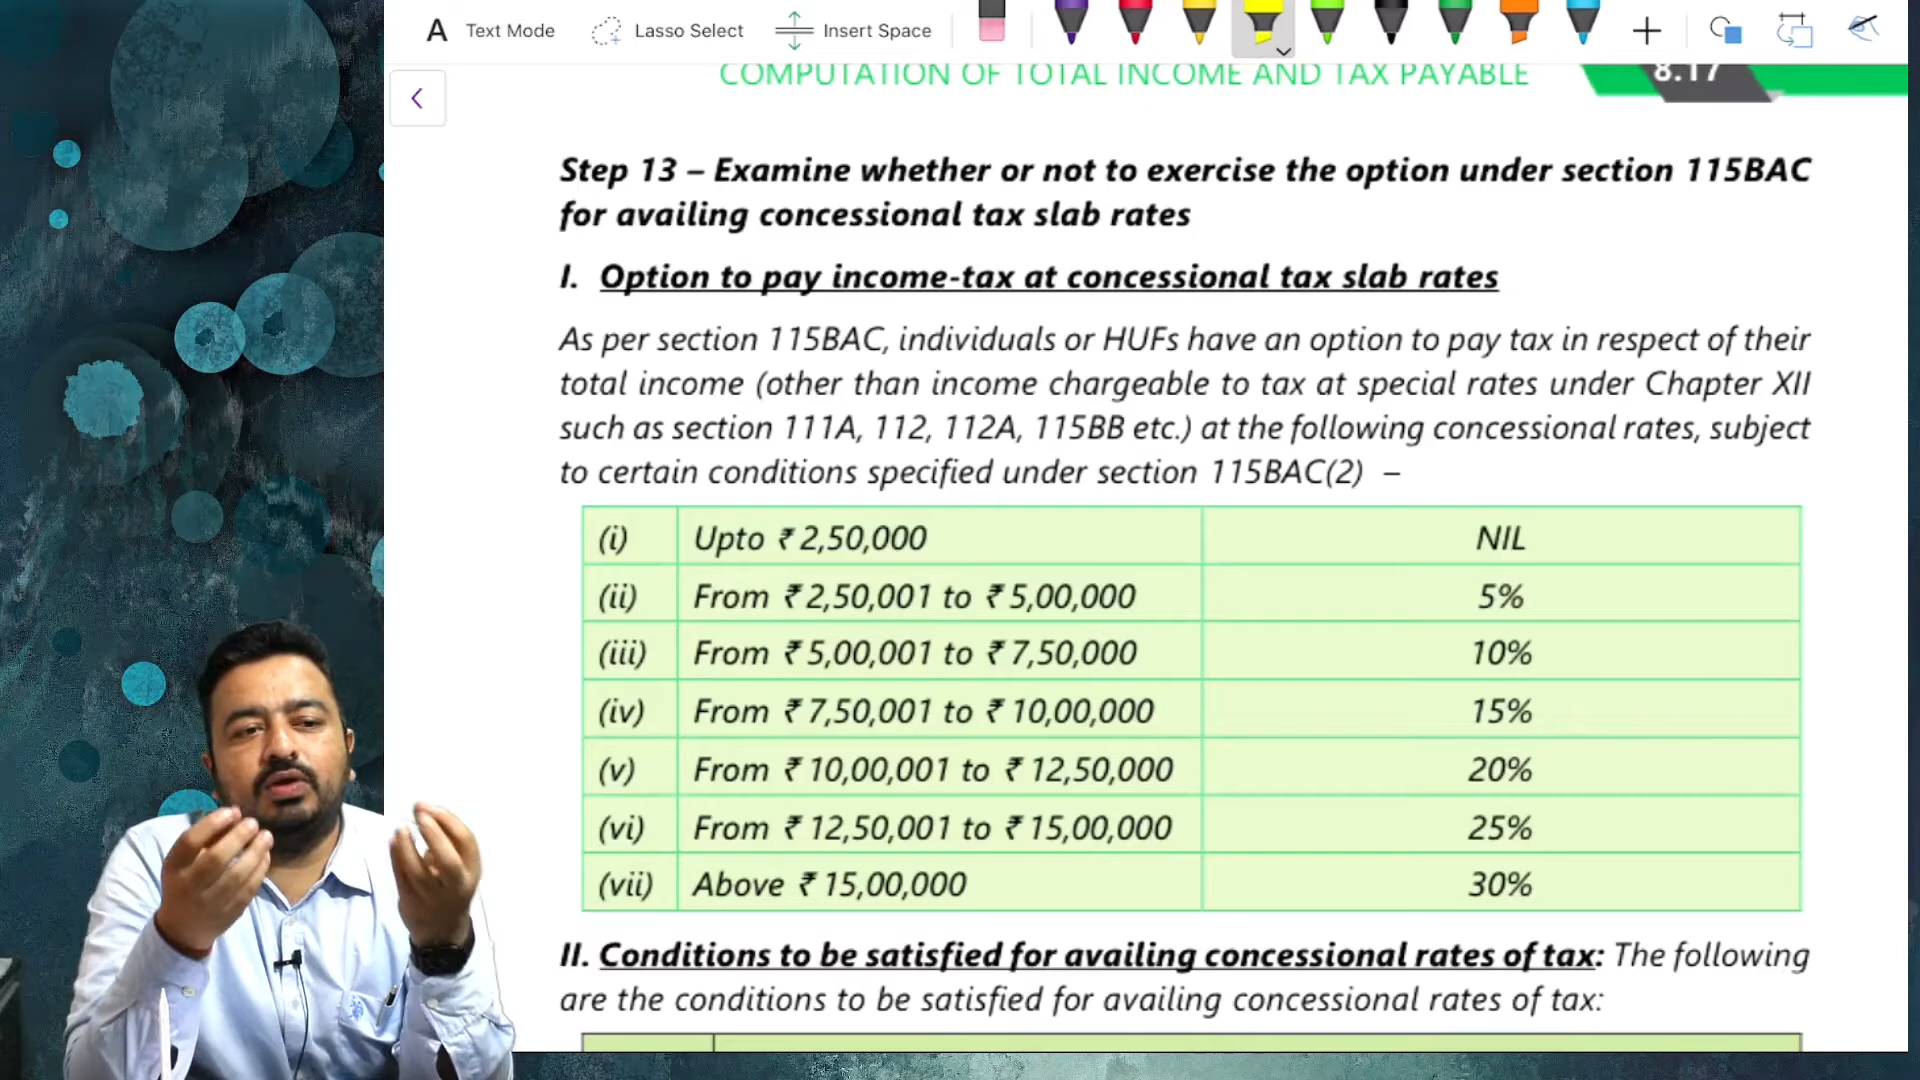 A Text Mode Lasso Select Insert Space
COMPUTATION OF TOTAL INCOME AND TAX PAYABLE 8.17
Step 13 – Examine whether or not to exercise the option under section 115BAC
for availing concessional tax slab rates
I. Option to pay income-tax at concessional tax slab rates
As per section 115BAC, individuals or HUFs have an option to pay tax in respect of their
total income (other than income chargeable to tax at special rates under Chapter XII
such as section 111A, 112, 112A, 115BB etc.) at the following concessional rates, subject
to certain conditions specified under section 115BAC(2) –
(i) Upto ₹ 2,50,000 NIL
(ii) From ₹ 2,50,001 to ₹ 5,00,000 5%
(iii) From ₹ 5,00,001 to ₹ 7,50,000 10%
(iv) From ₹ 7,50,001 to ₹ 10,00,000 15%
(v) From ₹ 10,00,001 to ₹ 12,50,000 20%
(vi) From ₹ 12,50,001 to ₹ 15,00,000 25%
(vii) Above ₹ 15,00,000 30%
II. Conditions to be satisfied for availing concessional rates of tax: The following
are the conditions to be satisfied for availing concessional rates of tax: